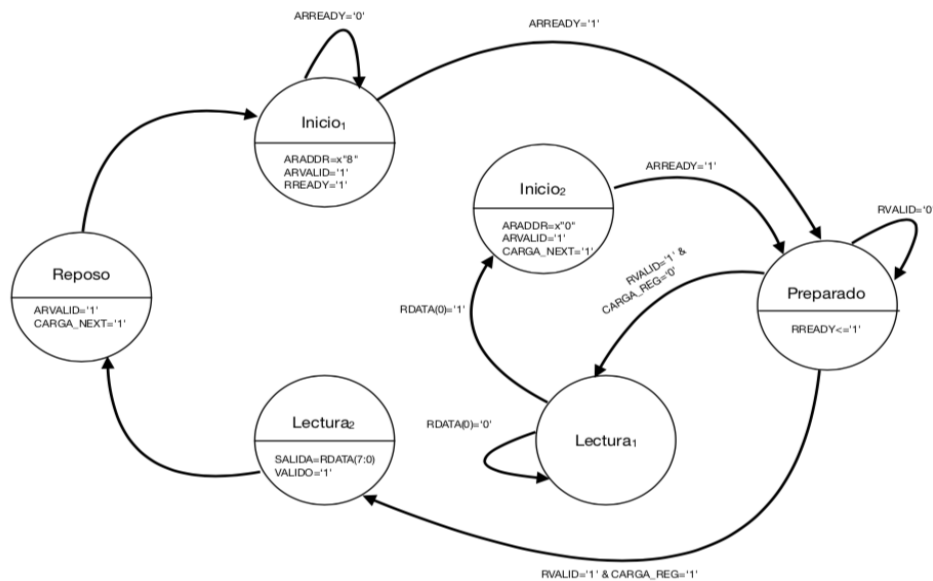 ARREADY='0'
ARREADY='1'
Inicio₁
ARADDR=x"8"
ARVALID='1'
RREADY='1'
Inicio₂
ARADDR=x"0"
ARVALID='1'
CARGA_NEXT='1'
ARREADY='1'
RVALID='0'
Reposo
ARVALID='1'
CARGA_NEXT='1'
RVALID='1' &
CARGA_REG='0'
Preparado
RREADY<='1'
RDATA(0)='1'
Lectura₂
SALIDA=RDATA(7:0)
VALIDO='1'
RDATA(0)='0'
Lectura₁
RVALID='1' & CARGA_REG='1'